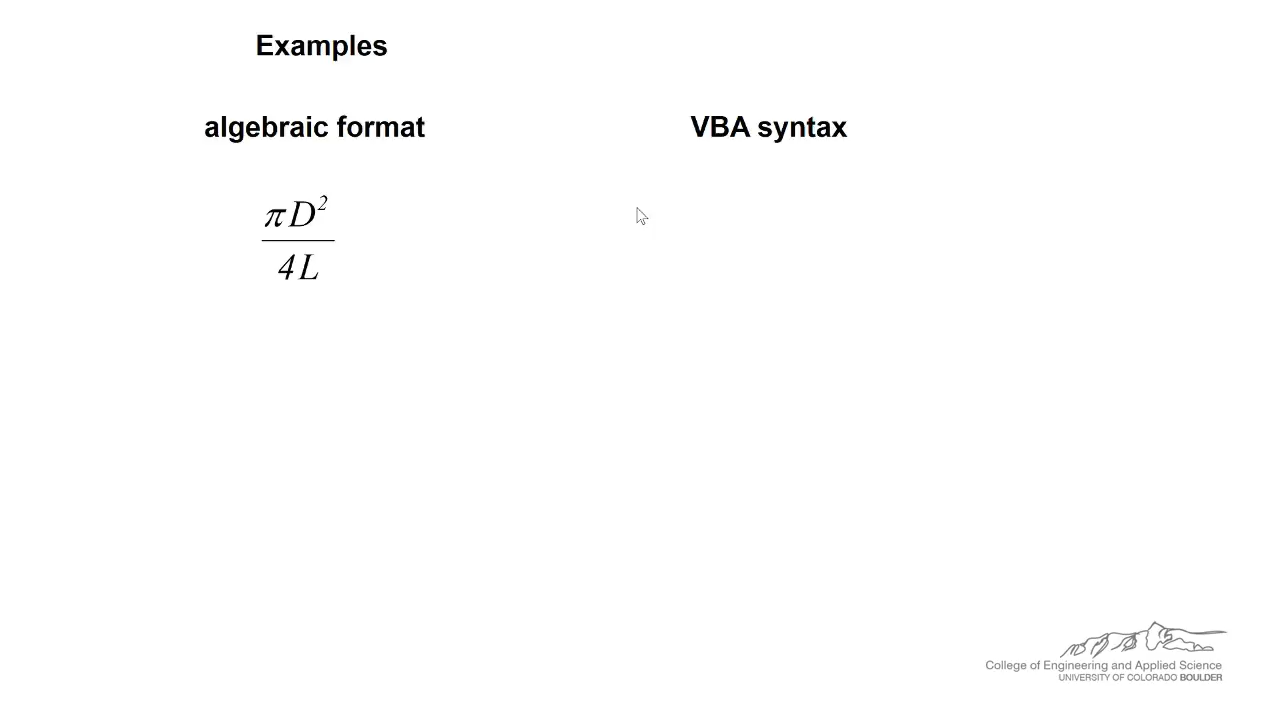 Examples
algebraic format
VBA syntax
πD²
4L
College of Engineering and Applied Science
UNIVERSITY OF COLORADO BOULDER